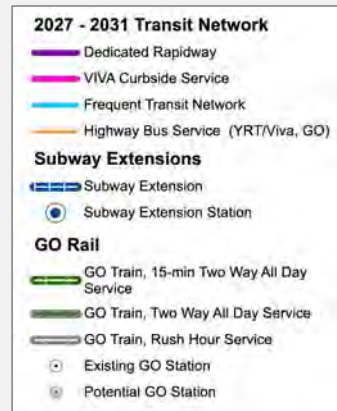 2027 - 2031 Transit Network
Dedicated Rapidway
VIVA Curbside Service
Frequent Transit Network
Highway Bus Service (YRT/Viva, GO)
Subway Extensions
Subway Extension
Subway Extension Station
GO Rail
GO Train, 15-min Two Way All Day
Service
GO Train, Two Way All Day Service
GO Train, Rush Hour Service
Existing GO Station
Potential GO Station